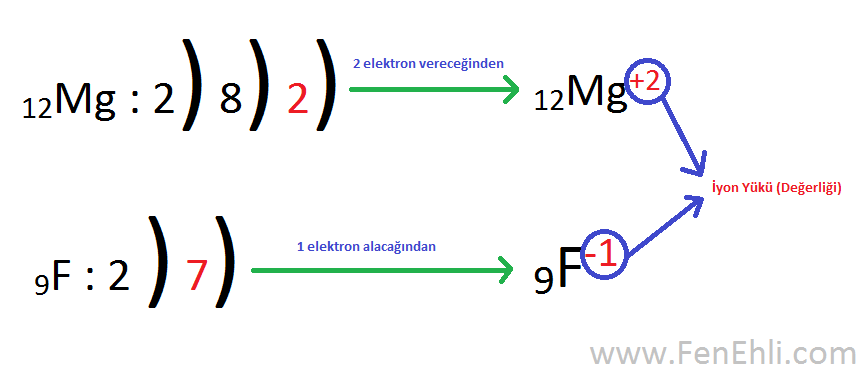 12Mg : 2) 8) 2) 2 elektron vereceğinden 12Mg+2
İyon Yükü (Değerliği)
9F : 2 ) 7) 1 elektron alacağından 9F-1
www.FenEhli.com